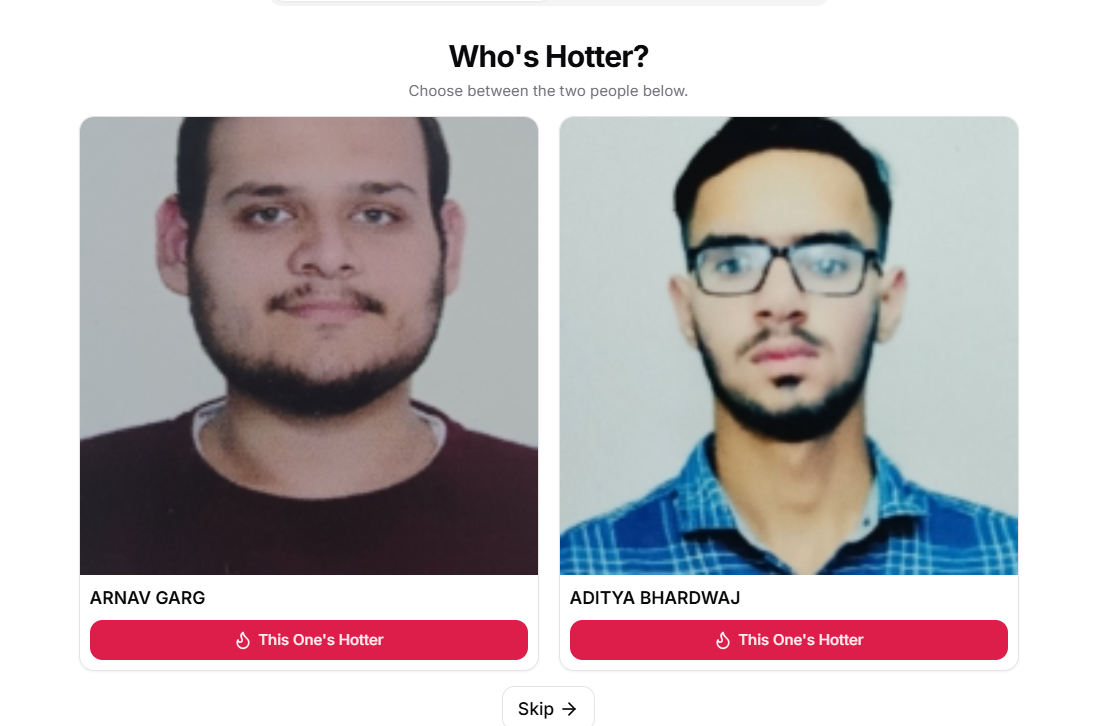 Who's Hotter?
Choose between the two people below.
ARNAV GARG
ADITYA BHARDWAJ
This One's Hotter
This One's Hotter
Skip